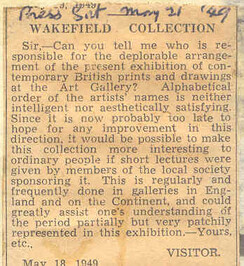 Press Sat - May 21 '49
WAKEFIELD COLLECTION
Sir,—Can you tell me who is re-
sponsible for the deplorable arrange-
ment of the present exhibition of con-
temporary British prints and drawings
at the Art Gallery? Alphabetical
order of the artists' names is neither
intelligent nor aesthetically satisfying.
Since it is now probably too late to
hope for any improvement in this
direction, it would be possible to make
this collection more interesting to
ordinary people if short lectures were
given by members of the local society
sponsoring it. This is regularly and
frequently done in galleries in Eng-
land and on the Continent, and could
greatly assist one's understanding of
the period partially but very patchily
represented in this exhibition.—Yours,
etc.,
VISITOR.
May 18, 1949